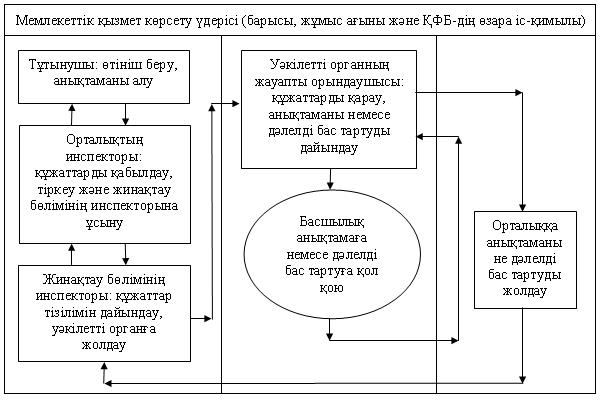 Мемлекеттік қызмет көрсету үдерісі (барысы, жұмыс ағыны және ҚФБ-дің өзара іс-қимылы)
Тұтынушы: өтініш беру,
анықтаманы алу
Орталықтың
инспекторы:
құжаттарды қабылдау,
тіркеу және жинақтау
бөлімінің инспекторына
ұсыну
Жинақтау бөлімінің
инспекторы: құжаттар
тізілімін дайындау,
уәкілетті органға
жолдау
Уәкілетті органның
жауапты орындаушысы:
құжаттарды қарау,
анықтаманы немесе
дәлелді бас тартуды
дайындау
Басшылық
анықтамаға
немесе дәлелді
бас тартуға қол
қою
Орталыққа
анықтаманы
не дәлелді
бас тартуды
жолдау